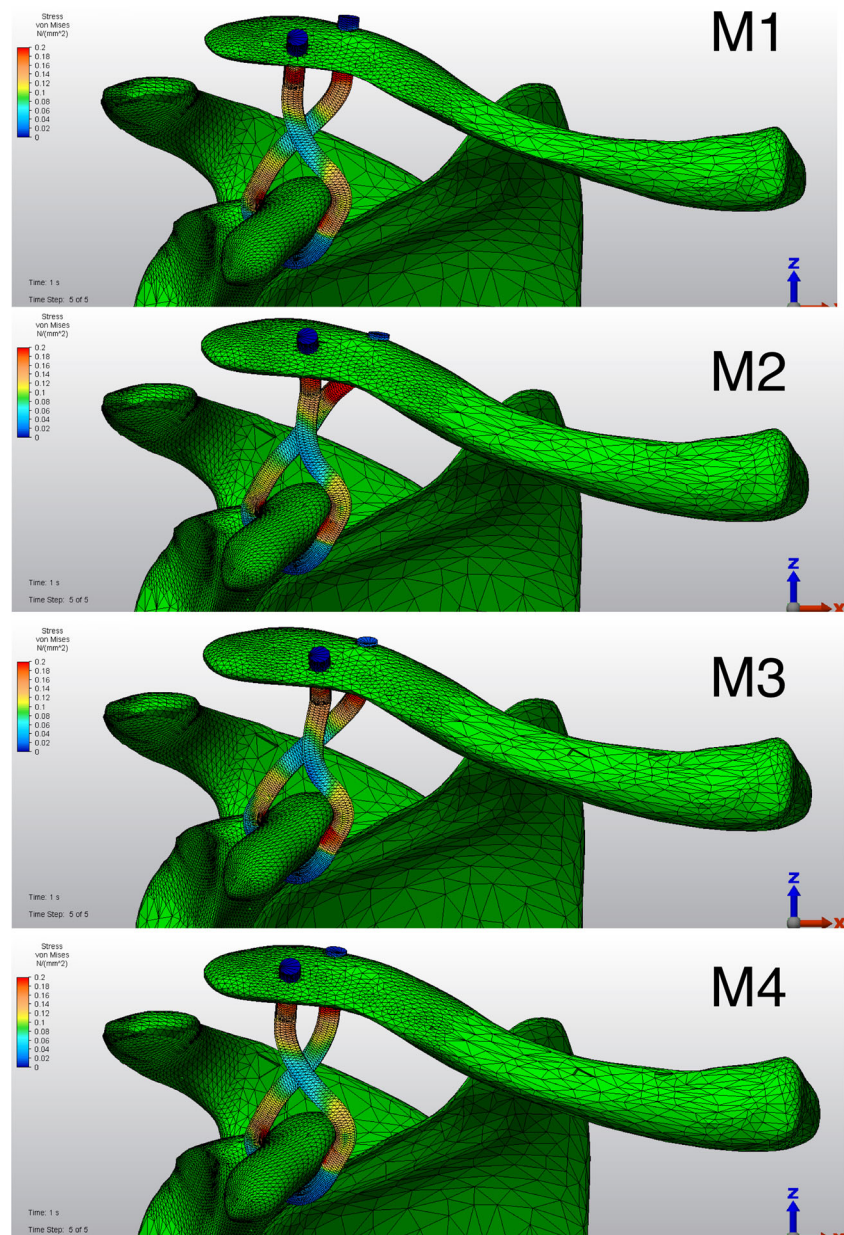 Stress
von Mises
N/(mm^2)
0.2
0.18
0.16
0.14
0.12
0.1
0.08
0.06
0.04
0.02
0
M1
Time: 1 s
Time Step: 5 of 5
Z
Stress
von Mises
N/(mm^2)
0.2
0.18
0.16
0.14
0.12
0.1
0.08
0.06
0.04
0.02
0
M2
Time: 1 s
Time Step: 5 of 5
Z
X
Stress
von Mises
N/(mm^2)
0.2
0.18
0.16
0.14
0.12
0.1
0.08
0.06
0.04
0.02
0
M3
Time: 1 s
Time Step: 5 of 5
Z
X
Stress
von Mises
N/(mm^2)
0.2
0.18
0.16
0.14
0.12
0.1
0.08
0.06
0.04
0.02
0
M4
Time: 1 s
Time Step: 5 of 5
Z
X